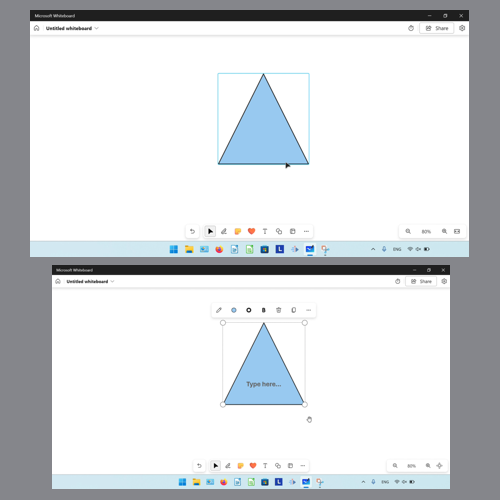 Microsoft Whiteboard
Untitled whiteboard
Share
T
80%
L
ENG
Microsoft Whiteboard
Untitled whiteboard
Share
B
Type here...
T
80%
L
ENG